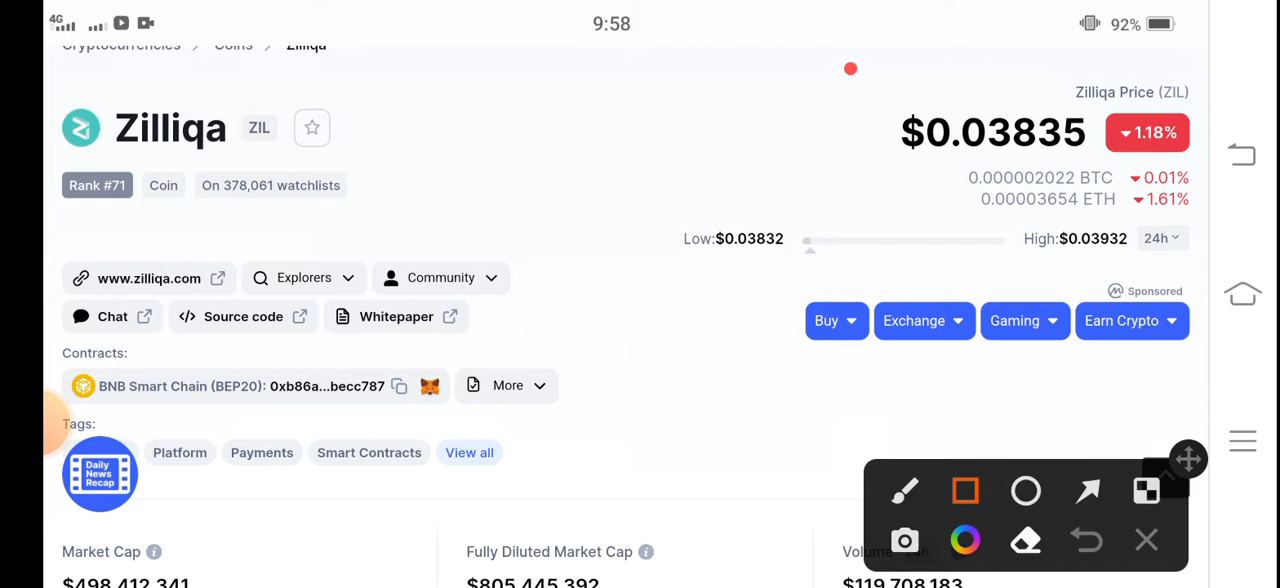 4G 9:58 92%
Cryptocurrencies > Coins > Zilliqa
Zilliqa Price (ZIL)
Zilliqa ZIL $0.03835 1.18%
0.000002022 BTC 0.01%
Rank #71 Coin On 378,061 watchlists
0.00003654 ETH 1.61%
Low:$0.03832 High:$0.03932 24h
www.zilliqa.com Explorers Community
Sponsored
Chat Source code Whitepaper Buy Exchange Gaming Earn Crypto
Contracts:
BNB Smart Chain (BEP20): 0xb86a...becc787 More
Tags:
Platform Payments Smart Contracts View all
Daily
News
Recap
Market Cap Fully Diluted Market Cap
$498,412,341 $805,445,392 $119,708,183